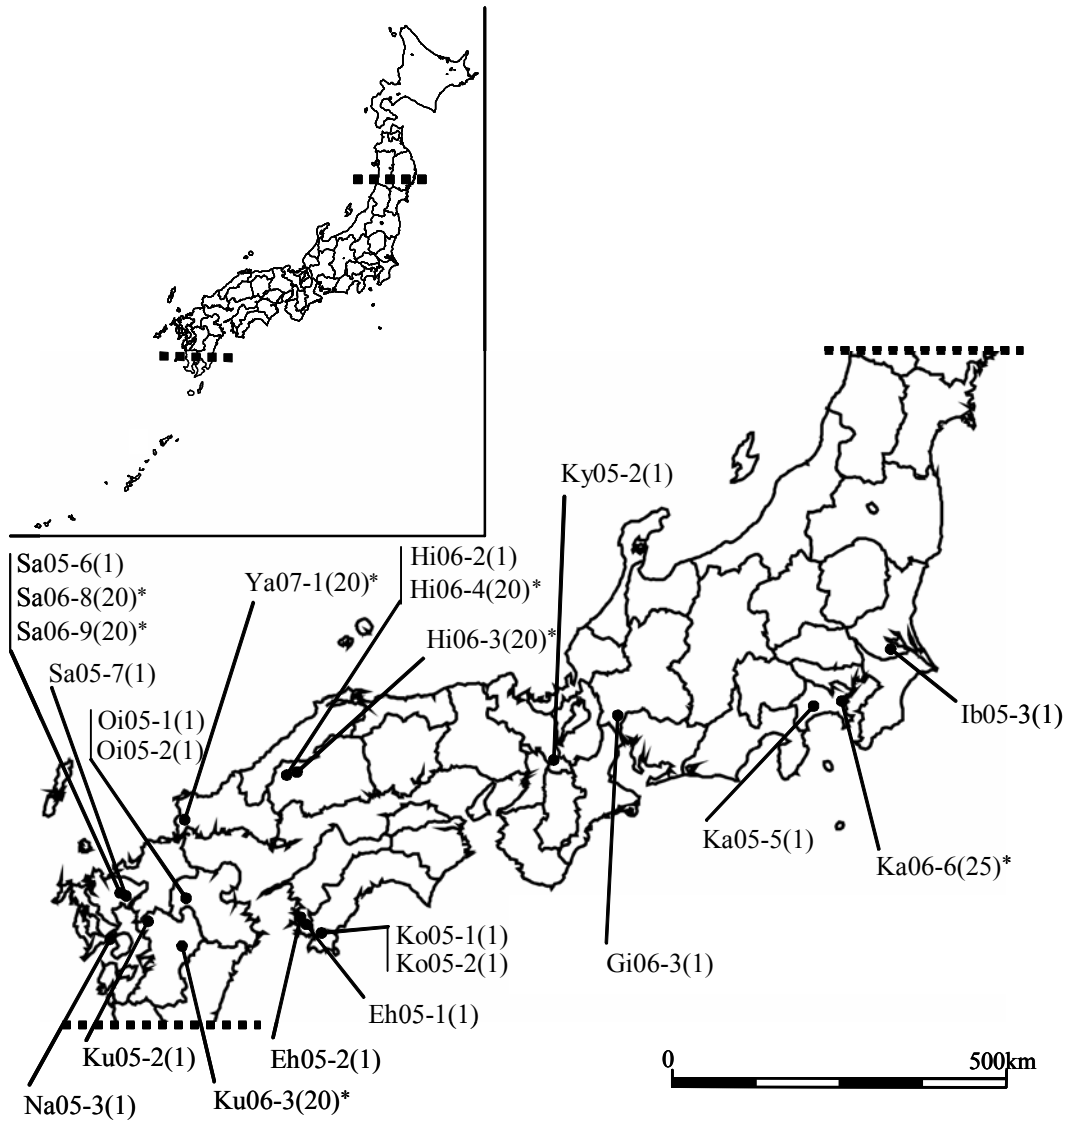 Ky05-2(1)
Sa05-6(1)
Sa06-8(20)*
Sa06-9(20)*
Sa05-7(1)
Oi05-1(1)
Oi05-2(1)
Ya07-1(20)*
Hi06-2(1)
Hi06-4(20)*
Hi06-3(20)*
Ib05-3(1)
Ka05-5(1)
Ka06-6(25)*
Gi06-3(1)
Ko05-1(1)
Ko05-2(1)
Eh05-1(1)
Eh05-2(1)
Ku05-2(1)
Ku06-3(20)*
Na05-3(1)
0
500km